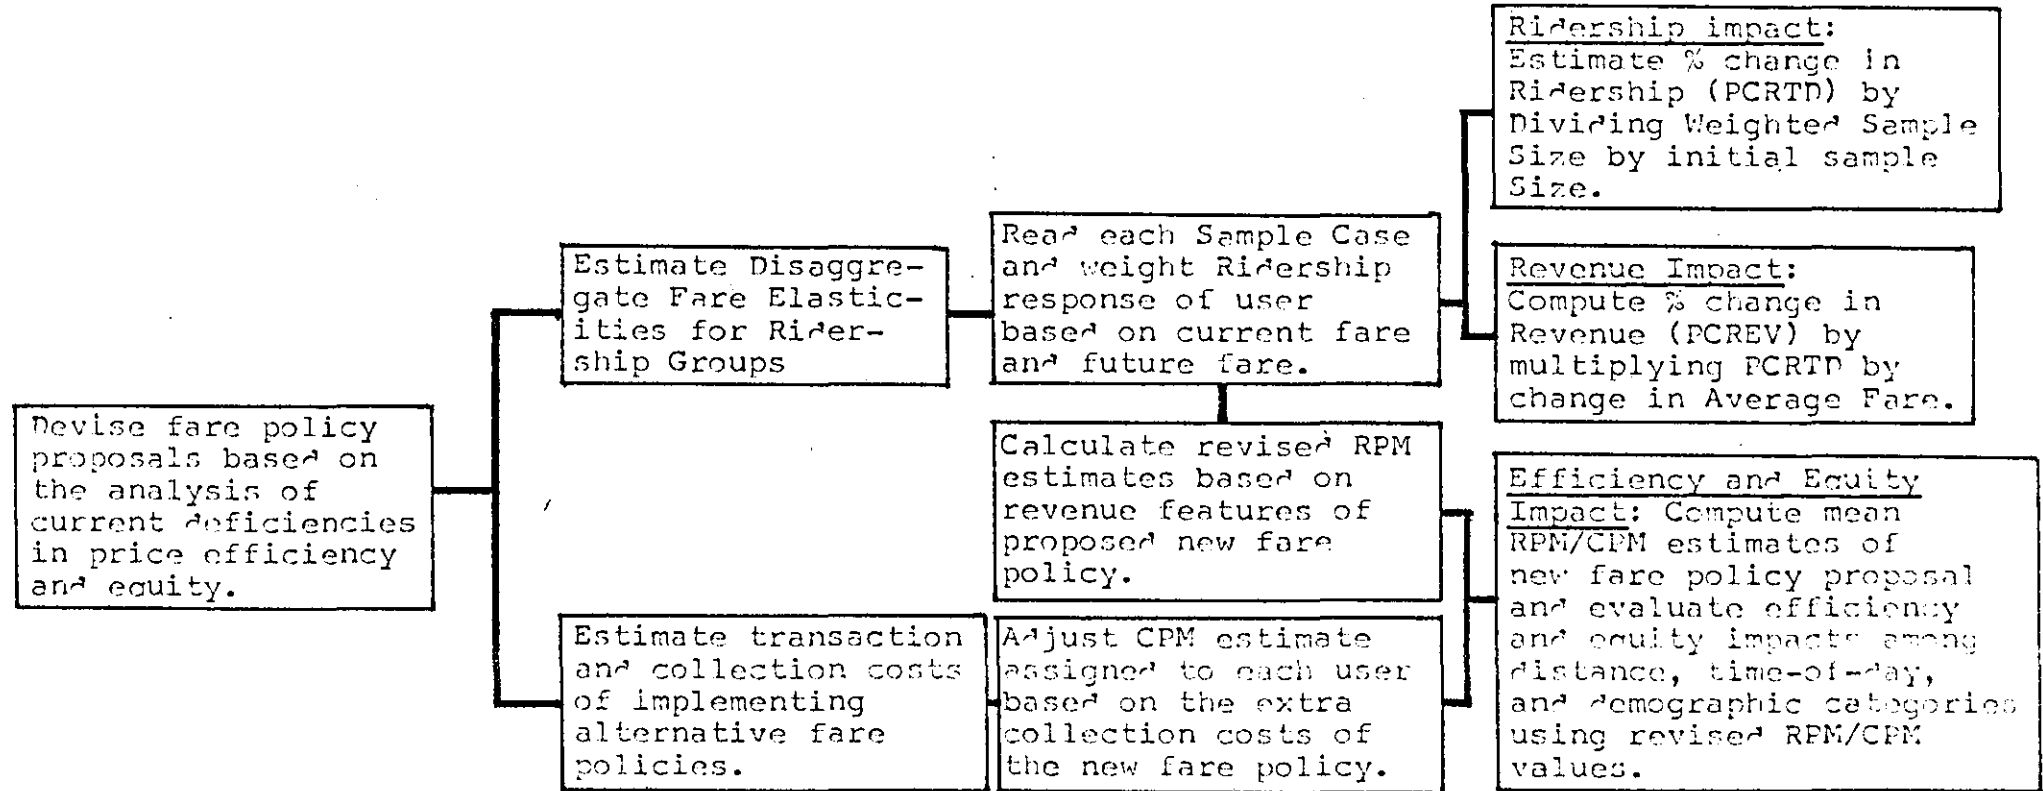 Devise fare policy
proposals based on
the analysis of
current deficiencies
in price efficiency
and equity.
Estimate Disaggre-
gate Fare Elastic-
ities for Rider-
ship Groups
Estimate transaction
and collection costs
of implementing
alternative fare
policies.
Read each Sample Case
and weight Ridership
response of user
based on current fare
and future fare.
Calculate revised RPM
estimates based on
revenue features of
proposed new fare
policy.
Adjust CPM estimate
assigned to each user
based on the extra
collection costs of
the new fare policy.
Ridership impact:
Estimate % change in
Ridership (PCRTD) by
Dividing Weighted Sample
Size by initial sample
Size.
Revenue Impact:
Compute % change in
Revenue (PCREV) by
multiplying PCRTD by
change in Average Fare.
Efficiency and Equity
Impact: Compute mean
RPM/CPM estimates of
new fare policy proposal
and evaluate efficiency
and equity impacts among
distance, time-of-day,
and demographic categories
using revised RPM/CPM
values.